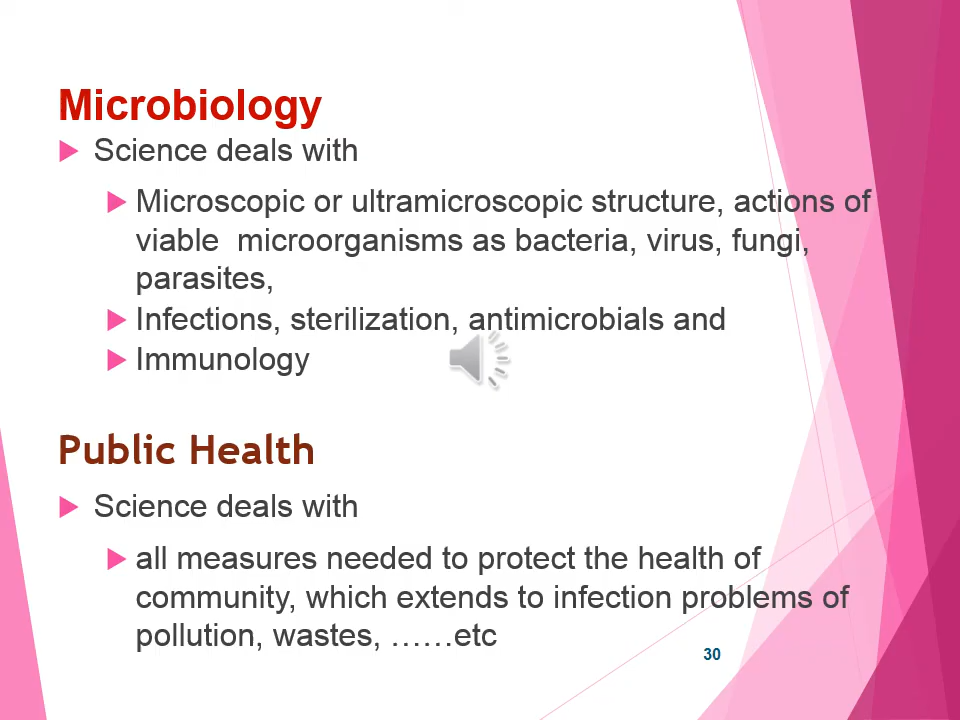 Microbiology
Science deals with
Microscopic or ultramicroscopic structure, actions of
viable  microorganisms as bacteria, virus, fungi,
parasites,
Infections, sterilization, antimicrobials and
Immunology
Public Health
Science deals with
all measures needed to protect the health of
community, which extends to infection problems of
pollution, wastes, ……etc
30